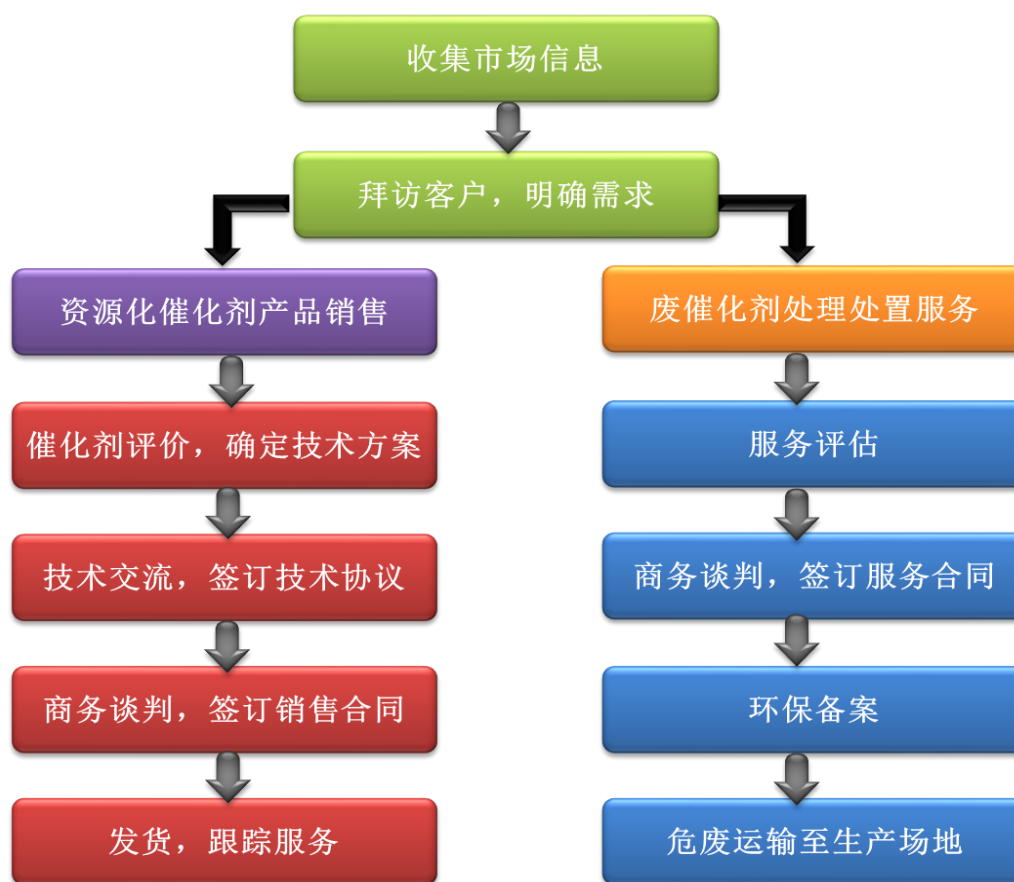 收集市场信息
拜访客户，明确需求
资源化催化剂产品销售
催化剂评价，确定技术方案
技术交流，签订技术协议
商务谈判，签订销售合同
发货，跟踪服务
废催化剂处理处置服务
服务评估
商务谈判，签订服务合同
环保备案
危废运输至生产场地